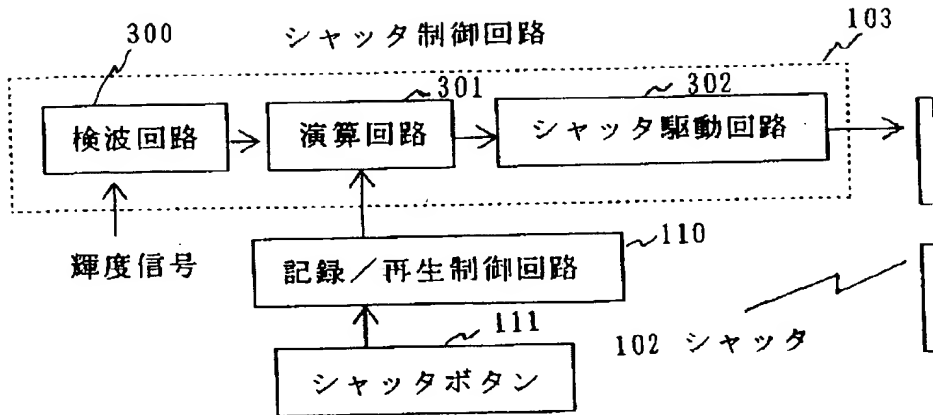 300
シャッタ制御回路
103
301
302
検波回路
演算回路
シャッタ駆動回路
輝度信号
110
記録／再生制御回路
111
102 シャッタ
シャッタボタン